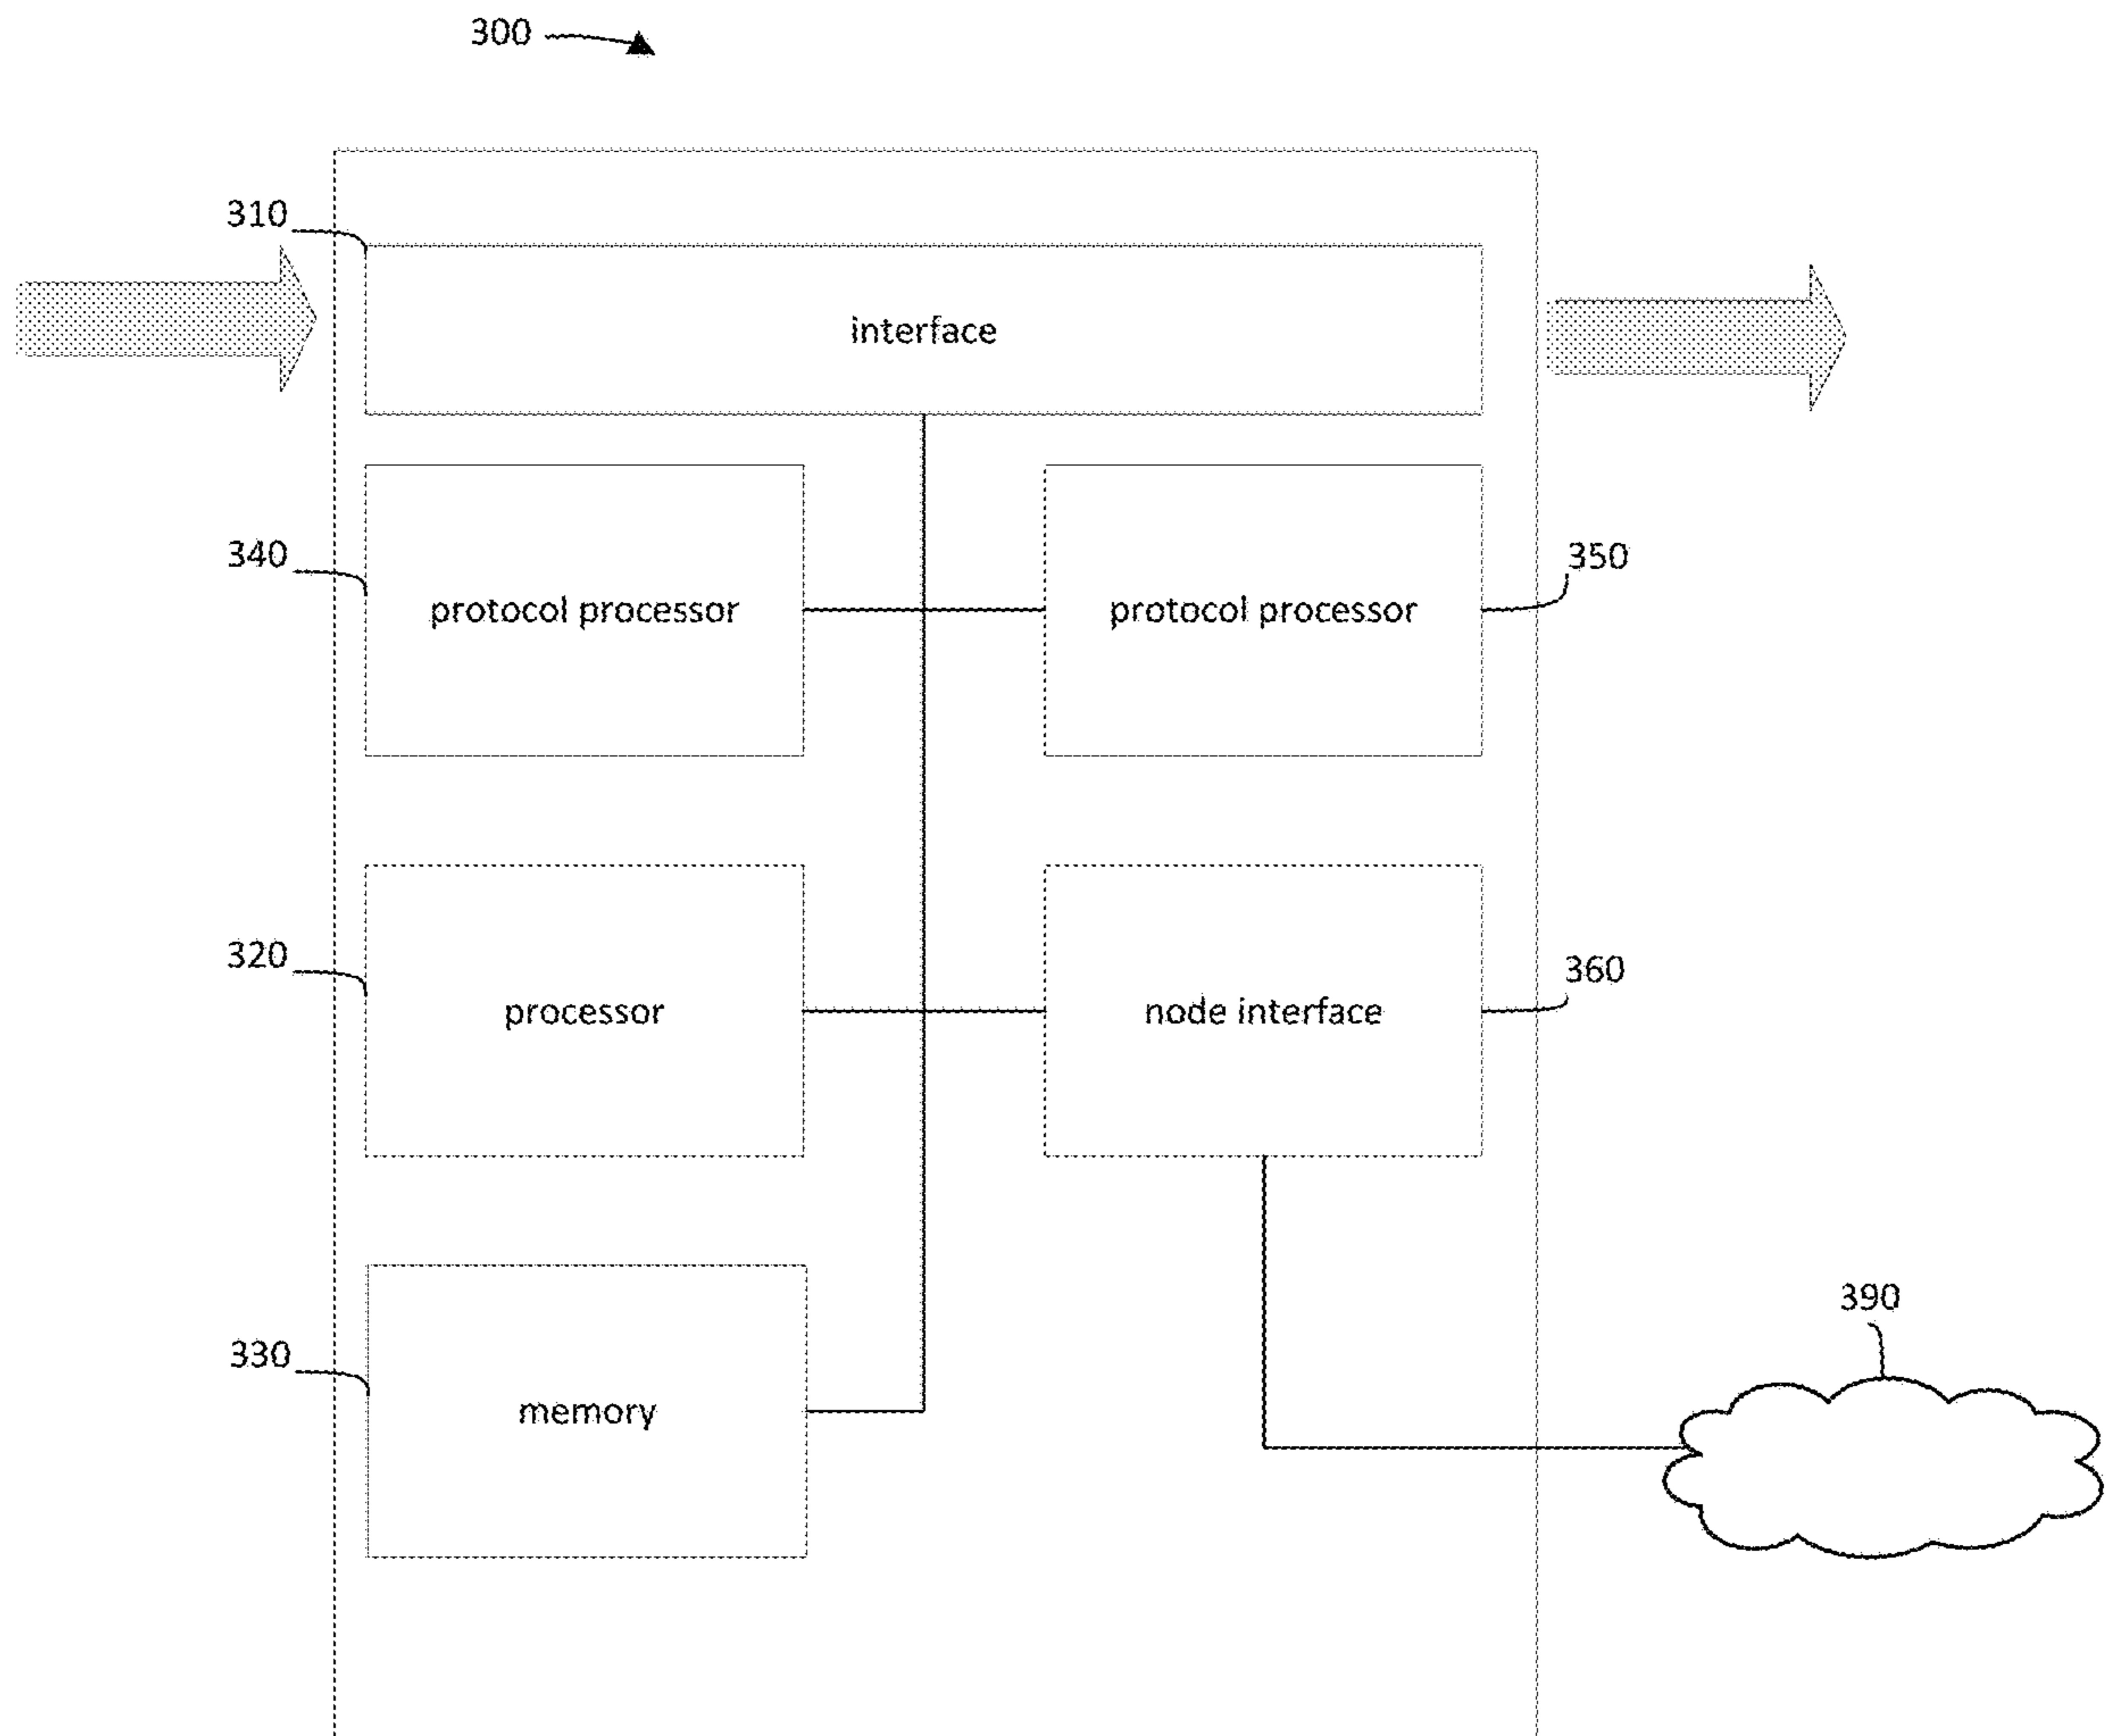 300
310
interface
340
350
protocol processor
protocol processor
320
360
processor
node interface
390
330
memory